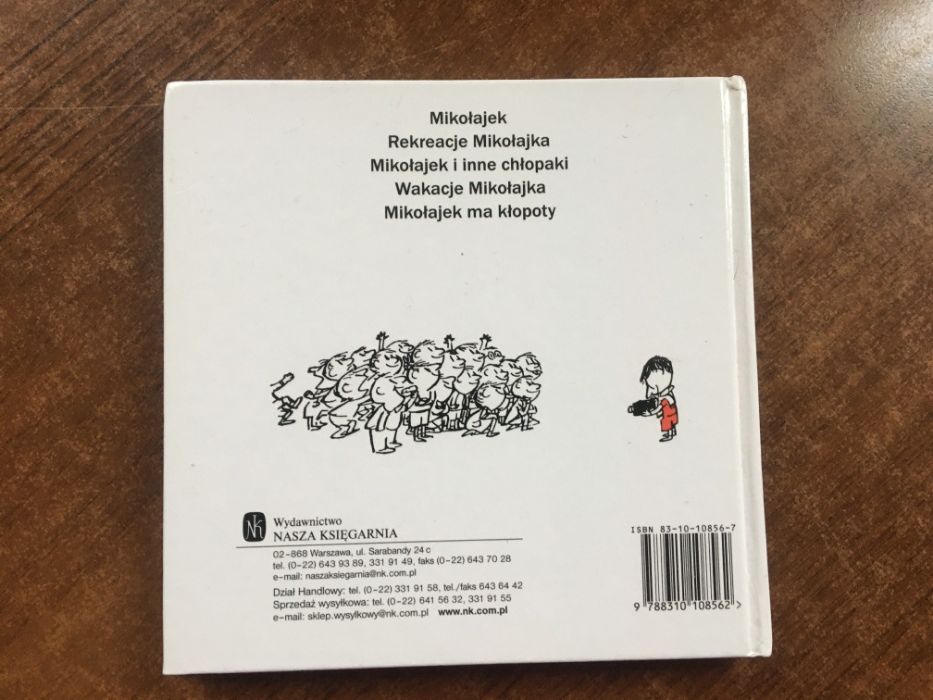 Mikołajek
Rekreacje Mikołajka
Mikołajek i inne chłopaki
Wakacje Mikołajka
Mikołajek ma kłopoty
NK
Wydawnictwo
NASZA KSIĘGARNIA
02-868 Warszawa, ul. Sarabandy 24 c
tel. (0-22) 643 93 89, 331 91 49, faks (0-22) 643 70 28
e-mail: naszaksiegarnia@nk.com.pl
Dział Handlowy: tel. (0-22) 331 91 58, tel./faks 643 64 42
Sprzedaż wysyłkowa: tel. (0-22) 641 56 32, 331 91 55
e-mail: sklep.wysylkowy@nk.com.pl www.nk.com.pl
ISBN 83-10-10856-7
9 788310 108562 >